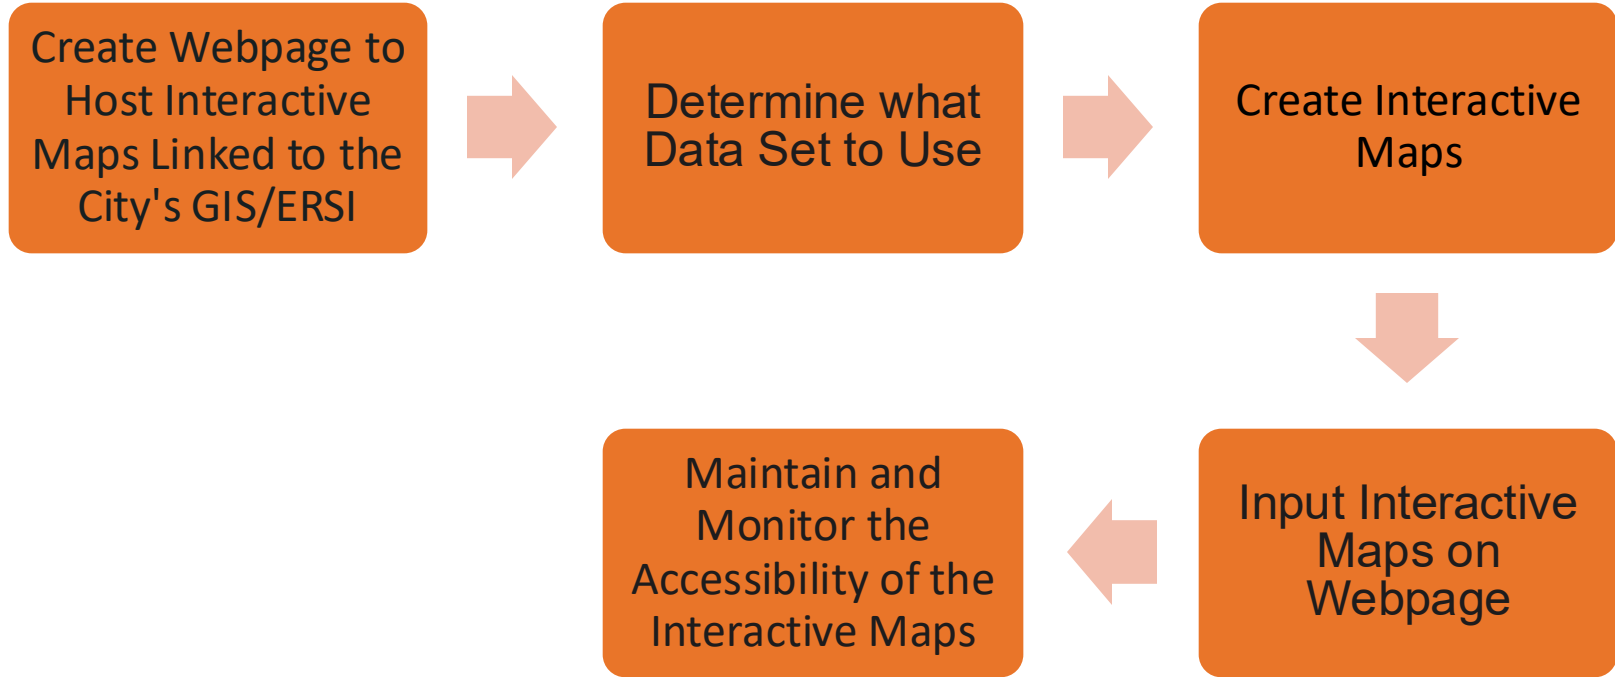 Create Webpage to
Host Interactive
Maps Linked to the
City's GIS/ERSI
Determine what
Data Set to Use
Create Interactive
Maps
Input Interactive
Maps on
Webpage
Maintain and
Monitor the
Accessibility of the
Interactive Maps